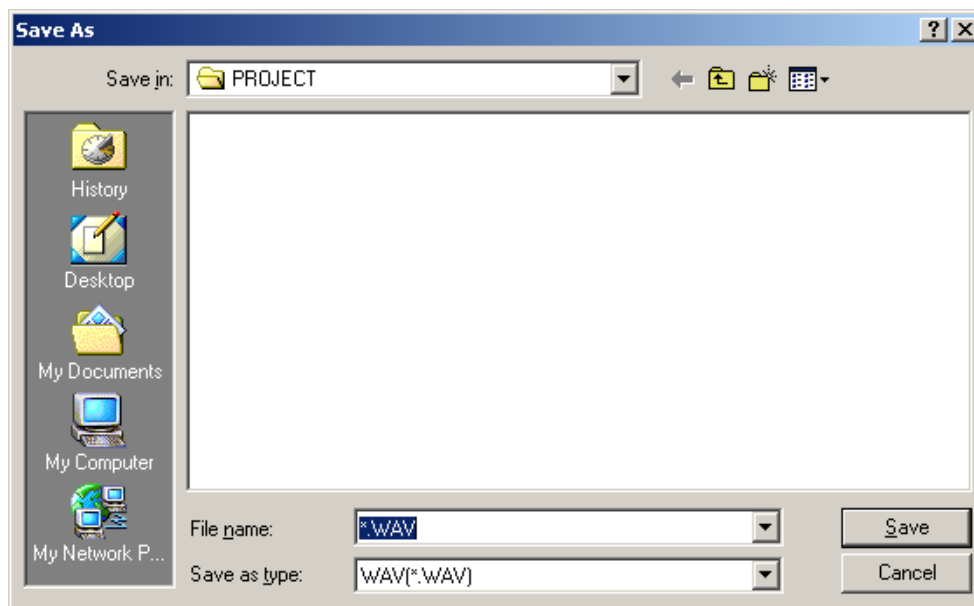 Save As
Save in: PROJECT
History
Desktop
My Documents
My Computer
My Network P...
File name: *.WAV
Save
Save as type: WAV(*.WAV)
Cancel